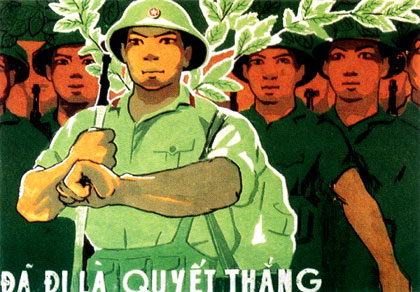 ĐÃ ĐI LÀ QUYẾT THẮNG